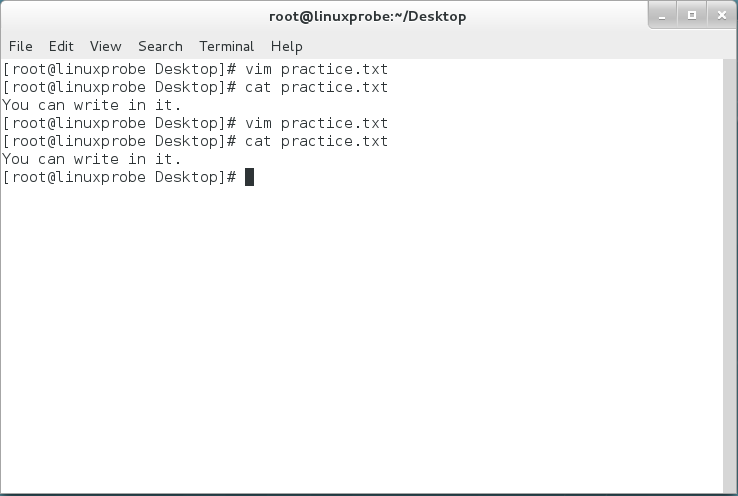 root@linuxprobe:~/Desktop
File Edit View Search Terminal Help
[root@linuxprobe Desktop]# vim practice.txt
[root@linuxprobe Desktop]# cat practice.txt
You can write in it.
[root@linuxprobe Desktop]# vim practice.txt
[root@linuxprobe Desktop]# cat practice.txt
You can write in it.
[root@linuxprobe Desktop]#